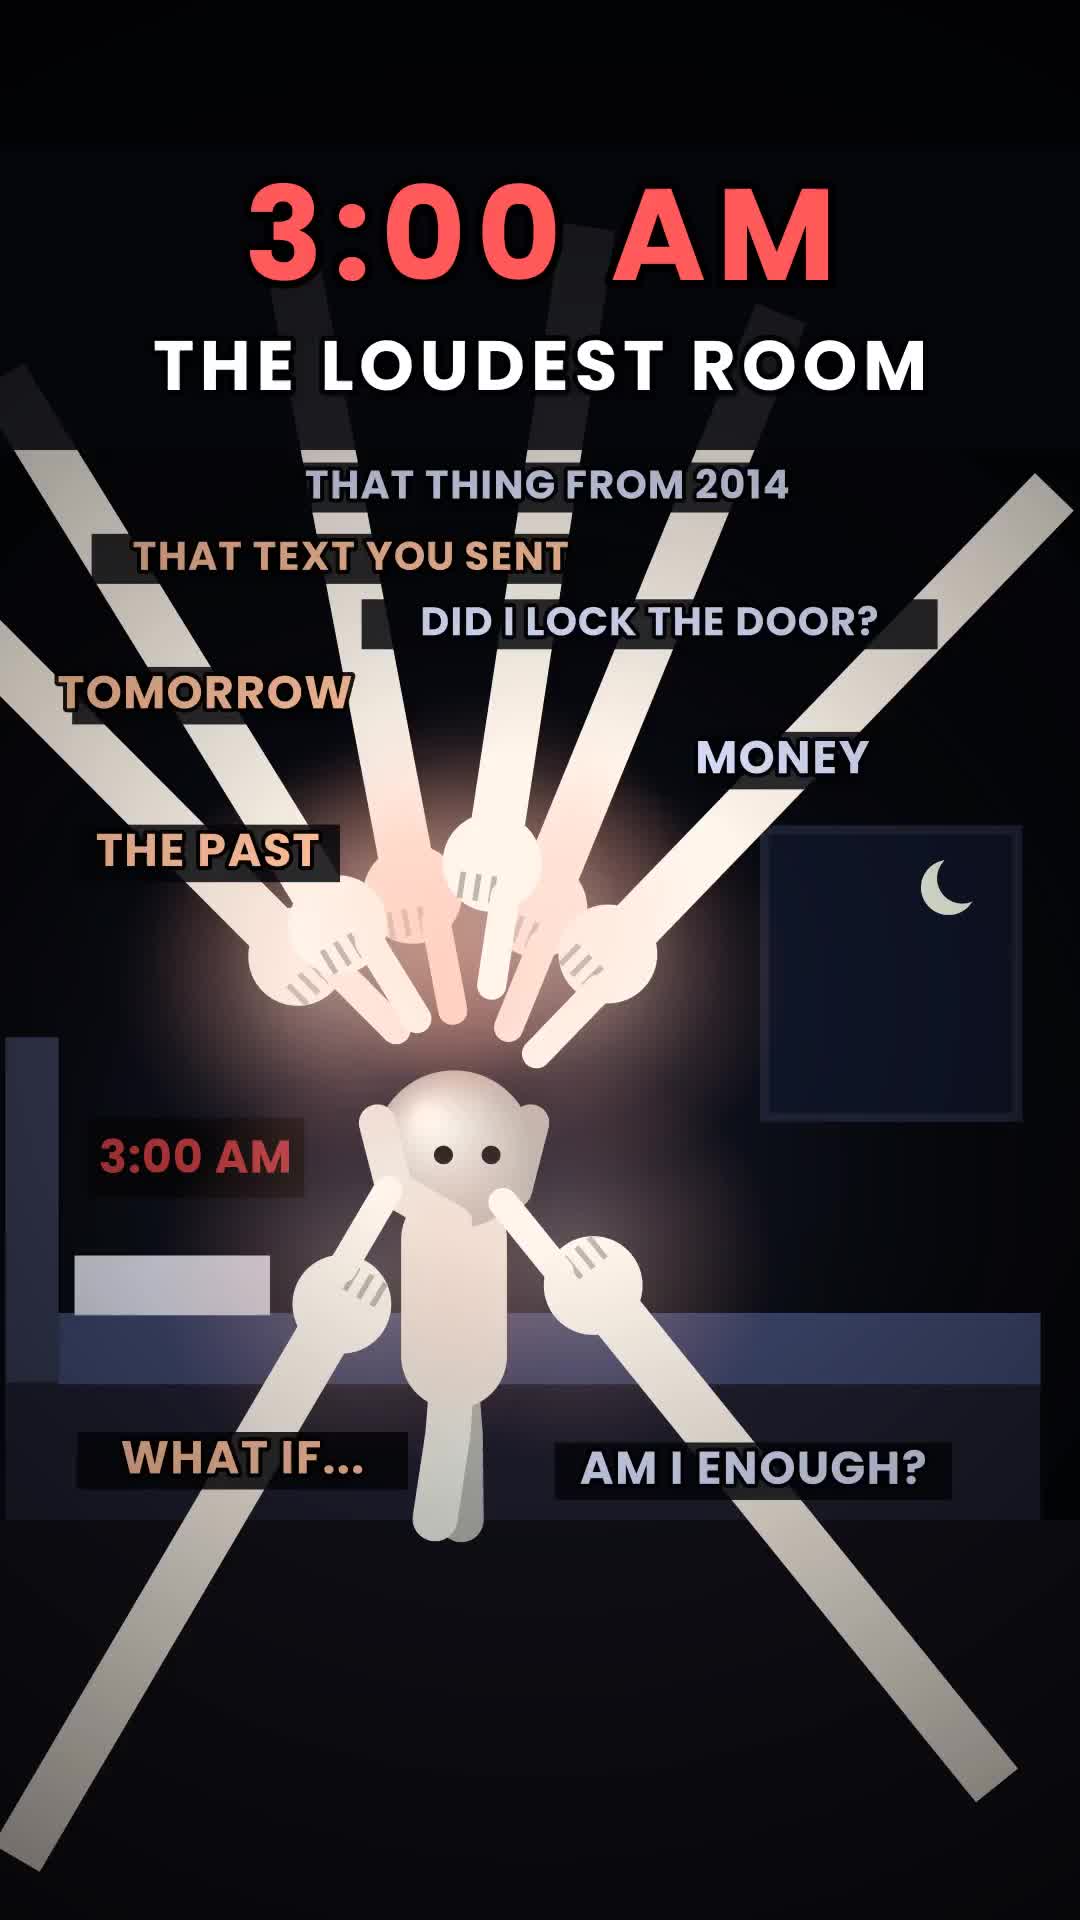 3:00 AM
THE LOUDEST ROOM
THAT THING FROM 2014
THAT TEXT YOU SENT
DID I LOCK THE DOOR?
TOMORROW
MONEY
THE PAST
3:00 AM
WHAT IF...
AM I ENOUGH?